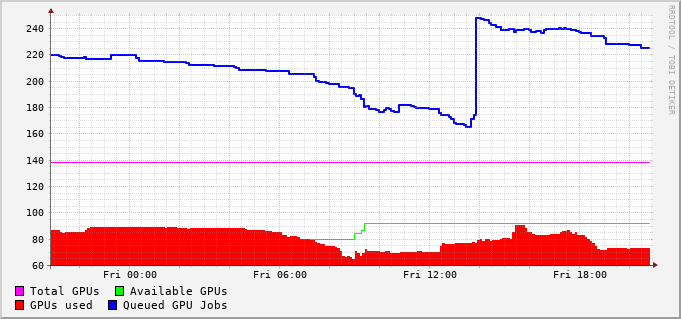 240
220
200
180
160
140
120
100
80
60
Fri 00:00 Fri 06:00 Fri 12:00 Fri 18:00
Total GPUs Available GPUs
GPUs used Queued GPU Jobs
RRDTOOL / TOBI OETIKER